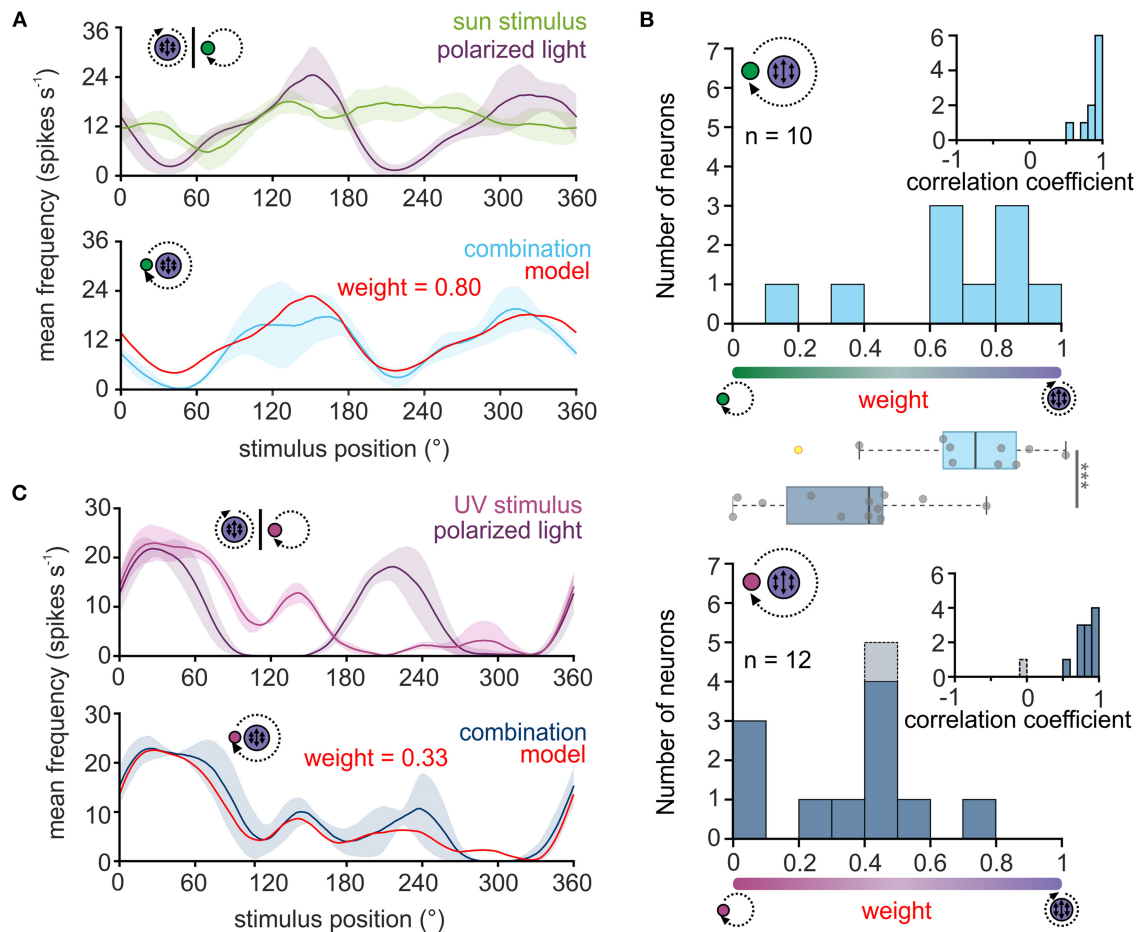 A
sun stimulus
polarized light
36
24
12
0
0 60 120 180 240 300 360
combination
model
weight = 0.80
36
24
12
0
0 60 120 180 240 300 360
mean frequency (spikes s⁻¹)
stimulus position (°)
B
7
6
5
4
3
2
1
0
Number of neurons
n = 10
6
4
2
0
-1 0 1
correlation coefficient
0 0.2 0.4 0.6 0.8 1
weight
***
7
6
5
4
3
2
1
0
Number of neurons
n = 12
6
4
2
0
-1 0 1
correlation coefficient
0 0.2 0.4 0.6 0.8 1
weight
C
UV stimulus
polarized light
30
20
10
0
0 60 120 180 240 300 360
combination
model
weight = 0.33
30
20
10
0
0 60 120 180 240 300 360
mean frequency (spikes s⁻¹)
stimulus position (°)